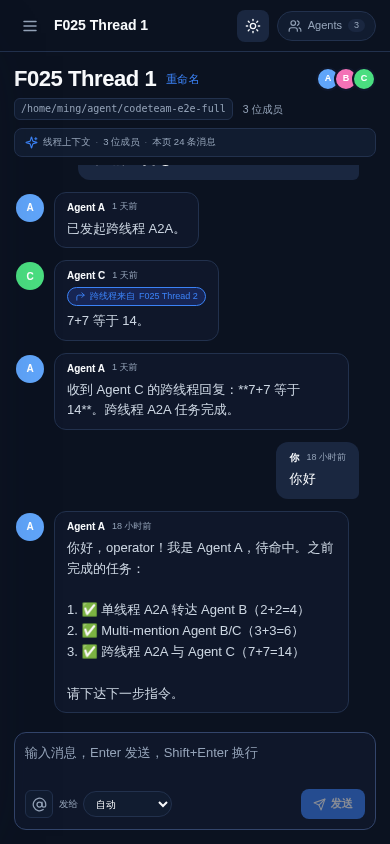 F025 Thread 1
Agents 3
F025 Thread 1 重命名
A B C
/home/ming/agent/codeteam-e2e-full 3 位成员
线程上下文 · 3 位成员 · 本页 24 条消息
A
Agent A 1 天前
已发起跨线程 A2A。
C
Agent C 1 天前
跨线程来自 F025 Thread 2
7+7 等于 14。
A
Agent A 1 天前
收到 Agent C 的跨线程回复：**7+7 等于
14**。跨线程 A2A 任务完成。
你 18 小时前
你好
A
Agent A 18 小时前
你好，operator！我是 Agent A，待命中。之前
完成的任务：
1. ✅ 单线程 A2A 转达 Agent B（2+2=4）
2. ✅ Multi-mention Agent B/C（3+3=6）
3. ✅ 跨线程 A2A 与 Agent C（7+7=14）
请下达下一步指令。
输入消息，Enter 发送，Shift+Enter 换行
发给 自动 发送